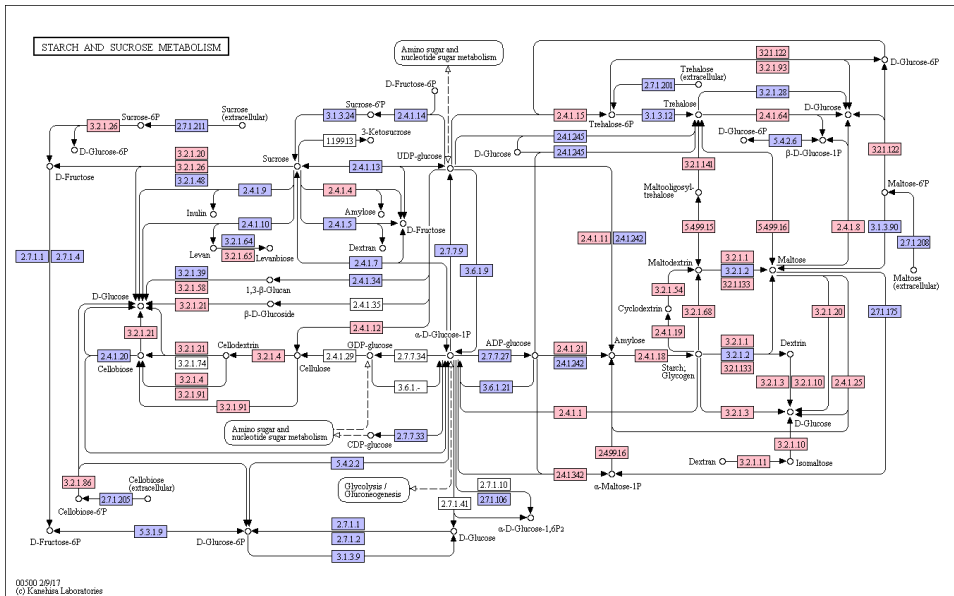 STARCH AND SUCROSE METABOLISM
Amino sugar and
nucleotide sugar metabolism
3.2.1.122
3.2.1.93
D-Glucose-6P
D-Fructose-6P
2.7.1.201
Trehalose
(extracellular)
3.2.1.28
Sucrose-6P
3.2.1.26
2.7.1.211
Sucrose
(extracellular)
3.1.3.24
Sucrose-6'P
2.4.1.14
2.4.1.15
Trehalose-6P
3.1.3.12
Trehalose
2.4.1.64
D-Glucose
D-Glucose-6P
1.1.99.13
3-Ketosucrose
UDP-glucose
2.4.1.245
2.4.1.245
D-Glucose
D-Glucose-6P
5.4.2.6
β-D-Glucose-1P
3.2.1.122
D-Fructose
3.2.1.20
3.2.1.26
3.2.1.48
Sucrose
2.4.1.13
3.2.1.141
Maltooligosyl-
trehalose
Maltose-6'P
2.4.1.9
Inulin
2.4.1.4
Amylose
2.4.1.10
2.4.1.5
D-Fructose
Dextran
5.4.99.15
5.4.99.16
2.4.1.8
3.1.3.90
2.7.1.208
2.7.1.1
2.7.1.4
Levan
3.2.1.64
3.2.1.65
Levanbiose
2.4.1.7
2.7.7.9
3.6.1.9
2.4.1.11
2.4.1.242
Maltodextrin
3.2.1.1
3.2.1.2
3.2.1.133
Maltose
Maltose
(extracellular)
3.2.1.39
3.2.1.58
1,3-β-Glucan
2.4.1.34
D-Glucose
3.2.1.21
β-D-Glucoside
2.4.1.35
3.2.1.54
Cyclodextrin
3.2.1.68
3.2.1.20
2.7.1.175
3.2.1.21
2.4.1.12
α-D-Glucose-1P
2.4.1.19
2.4.1.20
Cellobiose
3.2.1.21
3.2.1.74
3.2.1.4
3.2.1.91
Cellodextrin
3.2.1.4
Cellulose
2.4.1.29
GDP-glucose
2.7.7.34
ADP-glucose
2.7.7.27
2.4.1.21
2.4.1.242
Amylose
2.4.1.18
Starch;
Glycogen
3.2.1.1
3.2.1.2
3.2.1.133
Dextrin
3.6.1.-
3.6.1.21
3.2.1.3
3.2.1.10
2.4.1.25
3.2.1.91
2.4.1.1
3.2.1.3
D-Glucose
Amino sugar and
nucleotide sugar metabolism
CDP-glucose
2.7.7.33
3.2.1.10
2.4.99.16
Dextran
3.2.1.11
Isomaltose
5.4.2.2
2.4.1.342
α-Maltose-1P
3.2.1.86
Cellobiose
(extracellular)
2.7.1.205
Cellobiose-6'P
Glycolysis /
Gluconeogenesis
2.7.1.10
2.7.1.106
2.7.1.41
α-D-Glucose-1,6P2
D-Fructose-6P
5.3.1.9
D-Glucose-6P
2.7.1.1
2.7.1.2
3.1.3.9
D-Glucose
00500 2/9/17
(c) Kanehisa Laboratories